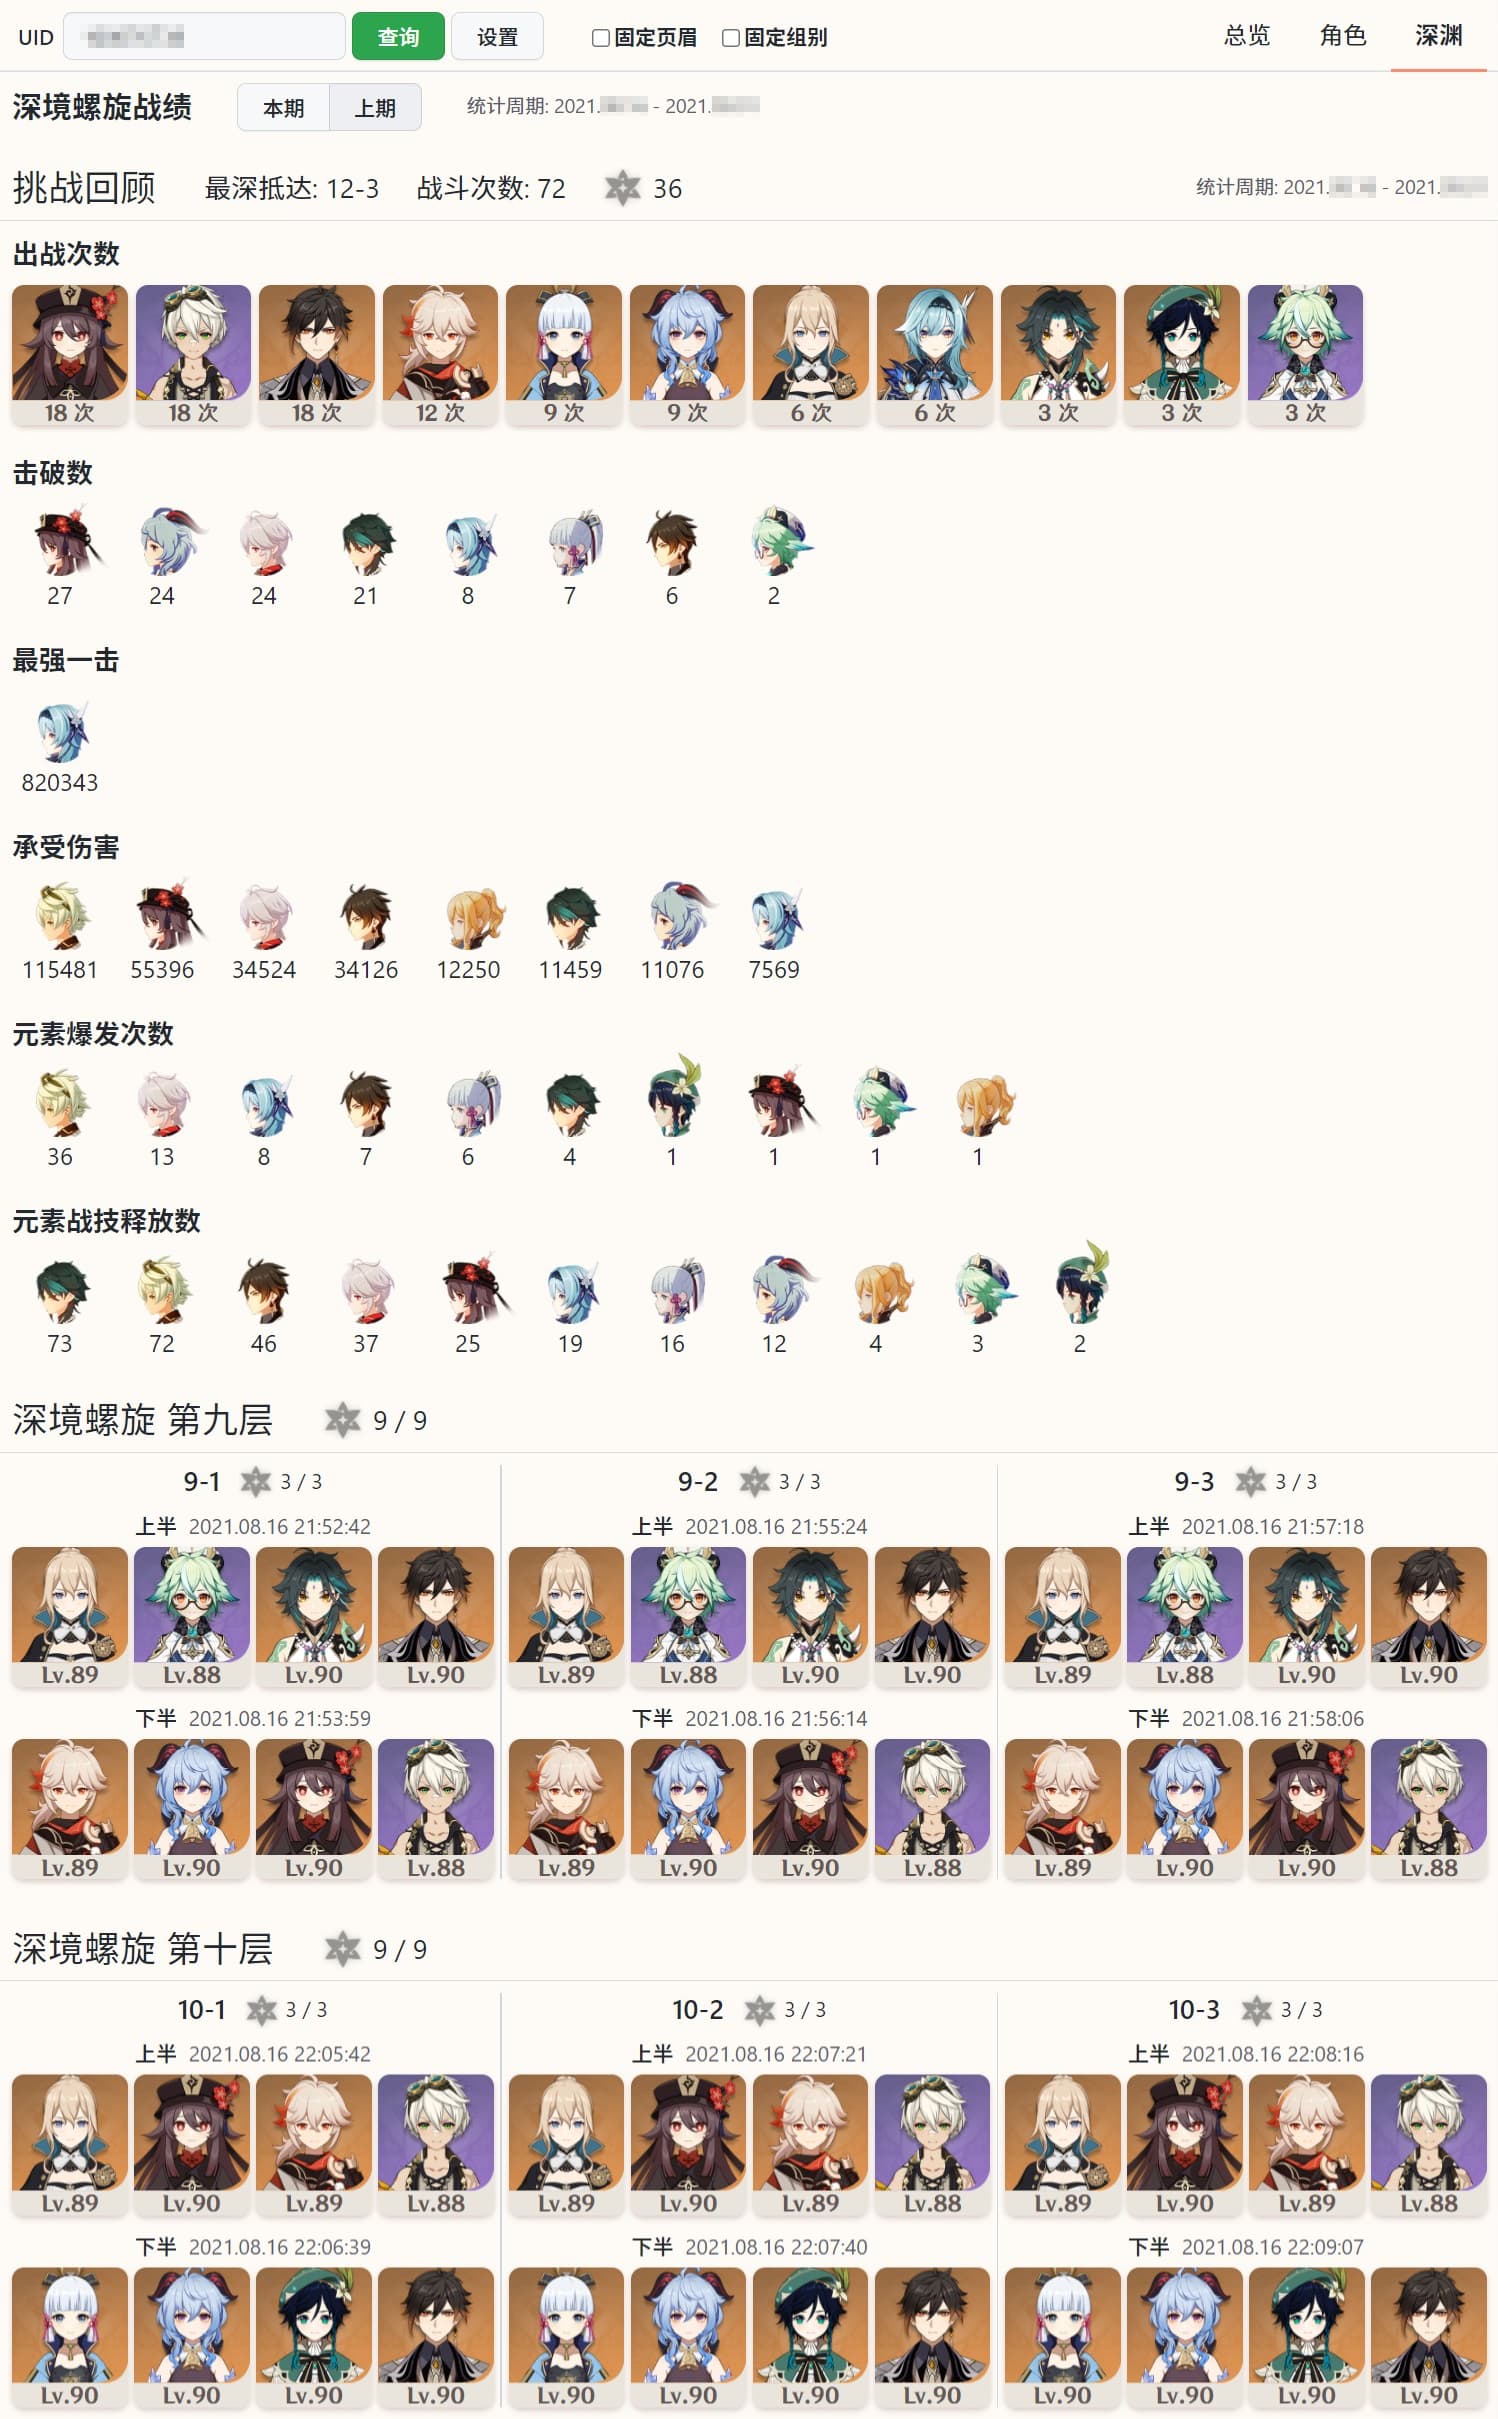 UID 查询 设置 固定页眉 固定组别 总览 角色 深渊
深境螺旋战绩 本期 上期 统计周期: 2021. - 2021.
挑战回顾 最深抵达: 12-3 战斗次数: 72 36 统计周期: 2021. - 2021.
出战次数
18 次 18 次 18 次 12 次 9 次 9 次 6 次 6 次 3 次 3 次 3 次
击破数
27 24 24 21 8 7 6 2
最强一击
820343
承受伤害
115481 55396 34524 34126 12250 11459 11076 7569
元素爆发次数
36 13 8 7 6 4 1 1 1 1
元素战技释放数
73 72 46 37 25 19 16 12 4 3 2
深境螺旋 第九层 9 / 9
9-1 3 / 3 9-2 3 / 3 9-3 3 / 3
上半 2021.08.16 21:52:42 上半 2021.08.16 21:55:24 上半 2021.08.16 21:57:18
Lv.89 Lv.88 Lv.90 Lv.90 Lv.89 Lv.88 Lv.90 Lv.90 Lv.89 Lv.88 Lv.90 Lv.90
下半 2021.08.16 21:53:59 下半 2021.08.16 21:56:14 下半 2021.08.16 21:58:06
Lv.89 Lv.90 Lv.90 Lv.88 Lv.89 Lv.90 Lv.90 Lv.88 Lv.89 Lv.90 Lv.90 Lv.88
深境螺旋 第十层 9 / 9
10-1 3 / 3 10-2 3 / 3 10-3 3 / 3
上半 2021.08.16 22:05:42 上半 2021.08.16 22:07:21 上半 2021.08.16 22:08:16
Lv.89 Lv.90 Lv.89 Lv.88 Lv.89 Lv.90 Lv.89 Lv.88 Lv.89 Lv.90 Lv.89 Lv.88
下半 2021.08.16 22:06:39 下半 2021.08.16 22:07:40 下半 2021.08.16 22:09:07
Lv.90 Lv.90 Lv.90 Lv.90 Lv.90 Lv.90 Lv.90 Lv.90 Lv.90 Lv.90 Lv.90 Lv.90